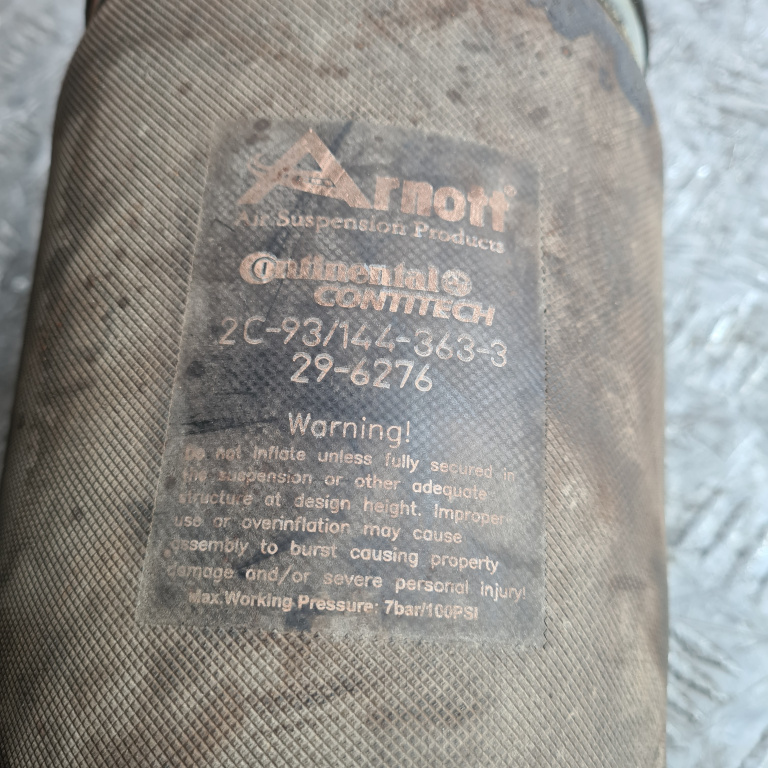 Arnott®
Air Suspension Products
Continental
CONTITECH
2C-93/144-363-3
29-6276
Warning!
Do not inflate unless fully secured in
the suspension or other adequate
structure at design height. Improper
use or overinflation may cause
assembly to burst causing property
damage and/or severe personal injury!
Max.Working Pressure: 7bar/100PSI